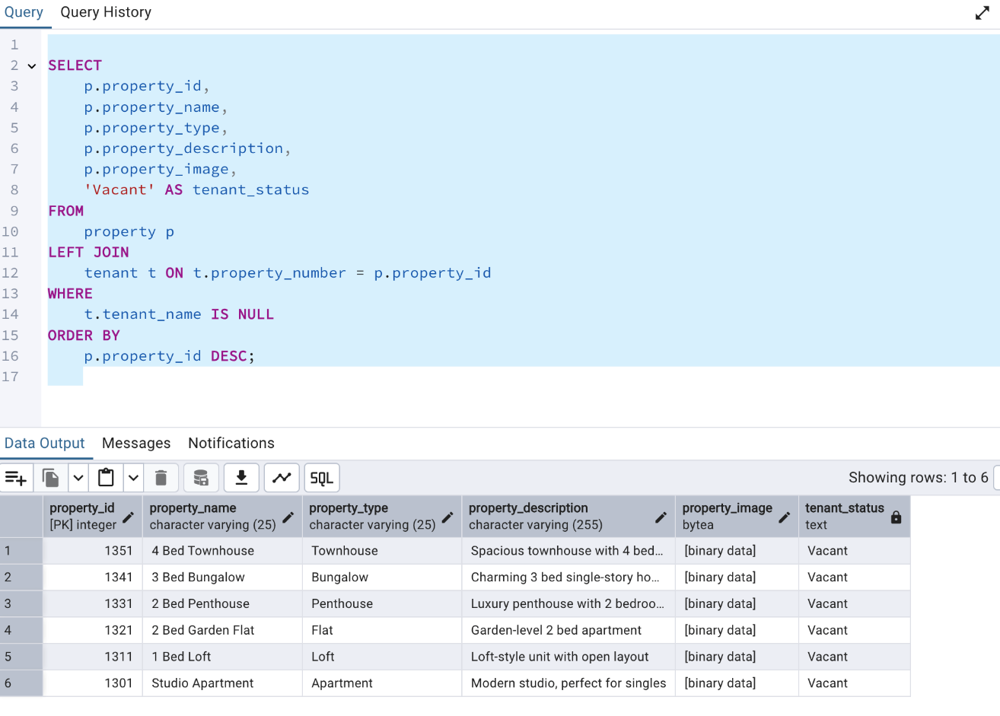 Query Query History
1
2 SELECT
3 p.property_id,
4 p.property_name,
5 p.property_type,
6 p.property_description,
7 p.property_image,
8 'Vacant' AS tenant_status
9 FROM
10 property p
11 LEFT JOIN
12 tenant t ON t.property_number = p.property_id
13 WHERE
14 t.tenant_name IS NULL
15 ORDER BY
16 p.property_id DESC;
17
Data Output Messages Notifications
SQL Showing rows: 1 to 6
property_id property_name property_type property_description property_image tenant_status
[PK] integer character varying (25) character varying (25) character varying (255) bytea text
1 1351 4 Bed Townhouse Townhouse Spacious townhouse with 4 bed... [binary data] Vacant
2 1341 3 Bed Bungalow Bungalow Charming 3 bed single-story ho... [binary data] Vacant
3 1331 2 Bed Penthouse Penthouse Luxury penthouse with 2 bedroo... [binary data] Vacant
4 1321 2 Bed Garden Flat Flat Garden-level 2 bed apartment [binary data] Vacant
5 1311 1 Bed Loft Loft Loft-style unit with open layout [binary data] Vacant
6 1301 Studio Apartment Apartment Modern studio, perfect for singles [binary data] Vacant